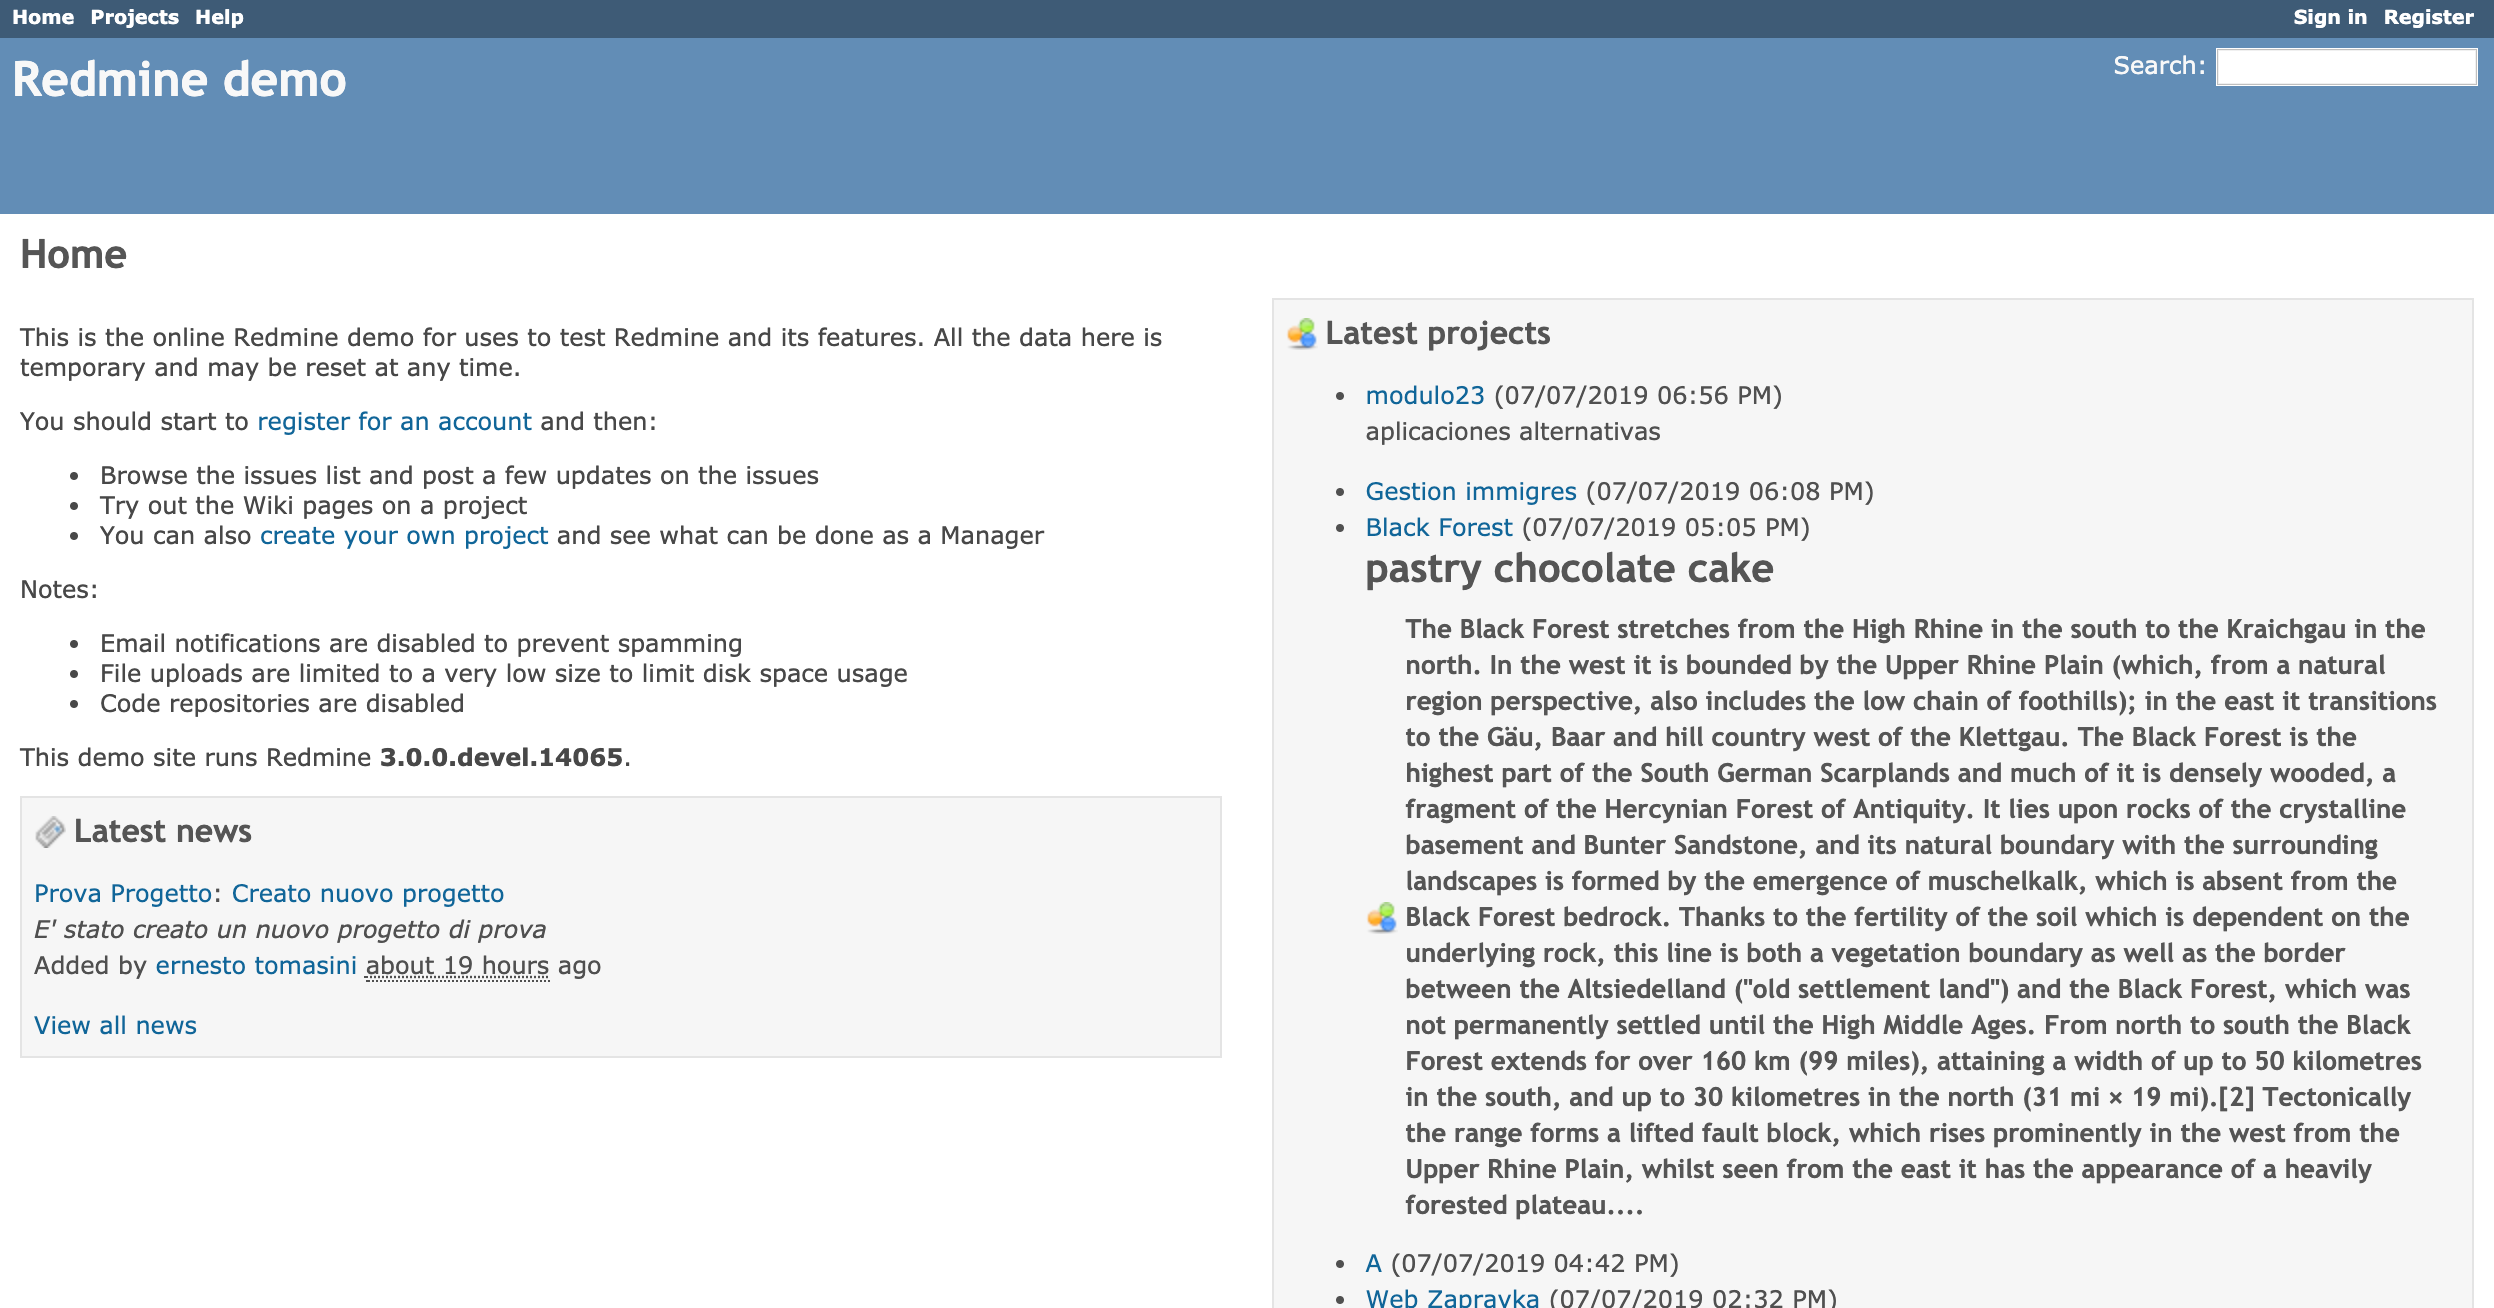 Home Projects Help
Sign in Register
Redmine demo
Search:
Home
This is the online Redmine demo for uses to test Redmine and its features. All the data here is
temporary and may be reset at any time.
You should start to register for an account and then:
Browse the issues list and post a few updates on the issues
Try out the Wiki pages on a project
You can also create your own project and see what can be done as a Manager
Notes:
Email notifications are disabled to prevent spamming
File uploads are limited to a very low size to limit disk space usage
Code repositories are disabled
This demo site runs Redmine 3.0.0.devel.14065.
Latest news
Prova Progetto: Creato nuovo progetto
E' stato creato un nuovo progetto di prova
Added by ernesto tomasini about 19 hours ago
View all news
Latest projects
modulo23 (07/07/2019 06:56 PM)
aplicaciones alternativas
Gestion immigres (07/07/2019 06:08 PM)
Black Forest (07/07/2019 05:05 PM)
pastry chocolate cake
The Black Forest stretches from the High Rhine in the south to the Kraichgau in the
north. In the west it is bounded by the Upper Rhine Plain (which, from a natural
region perspective, also includes the low chain of foothills); in the east it transitions
to the Gäu, Baar and hill country west of the Klettgau. The Black Forest is the
highest part of the South German Scarplands and much of it is densely wooded, a
fragment of the Hercynian Forest of Antiquity. It lies upon rocks of the crystalline
basement and Bunter Sandstone, and its natural boundary with the surrounding
landscapes is formed by the emergence of muschelkalk, which is absent from the
Black Forest bedrock. Thanks to the fertility of the soil which is dependent on the
underlying rock, this line is both a vegetation boundary as well as the border
between the Altsiedelland ("old settlement land") and the Black Forest, which was
not permanently settled until the High Middle Ages. From north to south the Black
Forest extends for over 160 km (99 miles), attaining a width of up to 50 kilometres
in the south, and up to 30 kilometres in the north (31 mi × 19 mi).[2] Tectonically
the range forms a lifted fault block, which rises prominently in the west from the
Upper Rhine Plain, whilst seen from the east it has the appearance of a heavily
forested plateau....
A (07/07/2019 04:42 PM)
Web Zapravka (07/07/2019 02:32 PM)